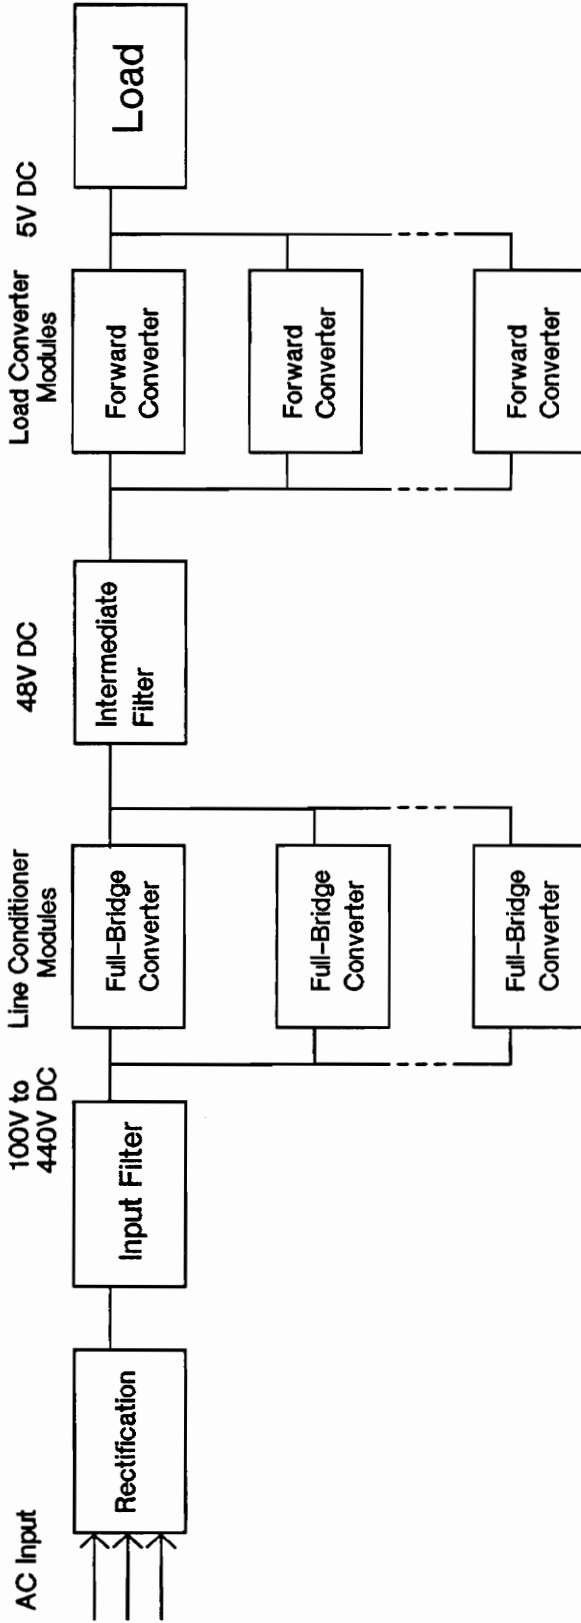 AC Input
Rectification
100V to
440V DC
Input Filter
Line Conditioner
Modules
Full-Bridge
Converter
Full-Bridge
Converter
Full-Bridge
Converter
48V DC
Intermediate
Filter
Load Converter
Modules
Forward
Converter
Forward
Converter
Forward
Converter
5V DC
Load